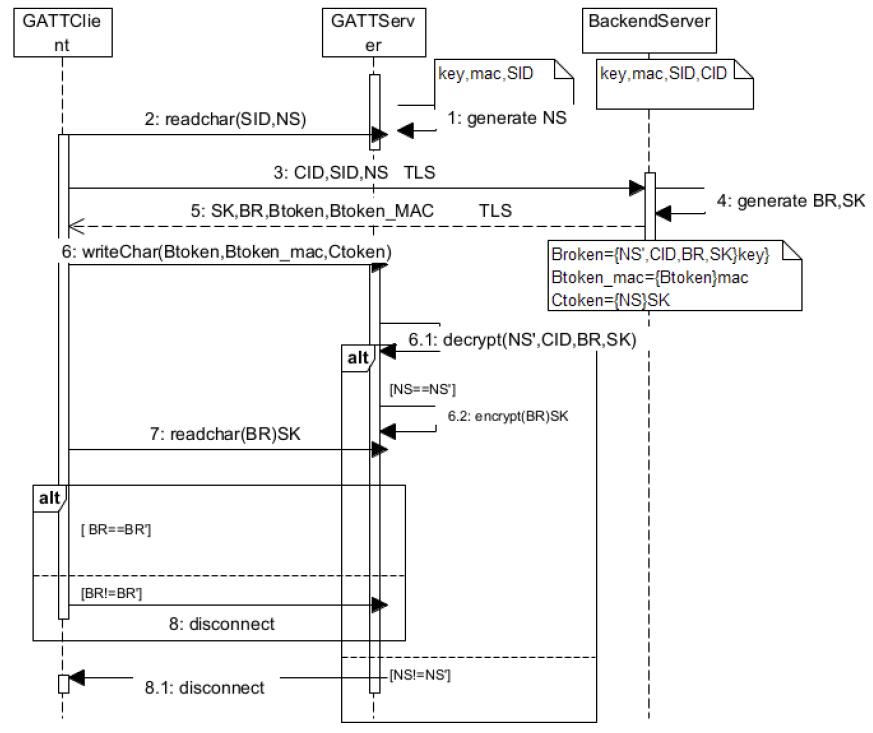 GATTClie
nt
GATTServ
er
BackendServer
key,mac,SID
key,mac,SID,CID
1: generate NS
2: readchar(SID,NS)
3: CID,SID,NS TLS
4: generate BR,SK
5: SK,BR,Btoken,Btoken_MAC TLS
6: writeChar(Btoken,Btoken_mac,Ctoken)
Broken={NS',CID,BR,SK}key}
Btoken_mac={Btoken}mac
Ctoken={NS}SK
6.1: decrypt(NS',CID,BR,SK)
alt
[NS==NS']
6.2: encrypt(BR)SK
7: readchar(BR)SK
alt
[ BR==BR']
[BR!=BR']
8: disconnect
[NS!=NS']
8.1: disconnect